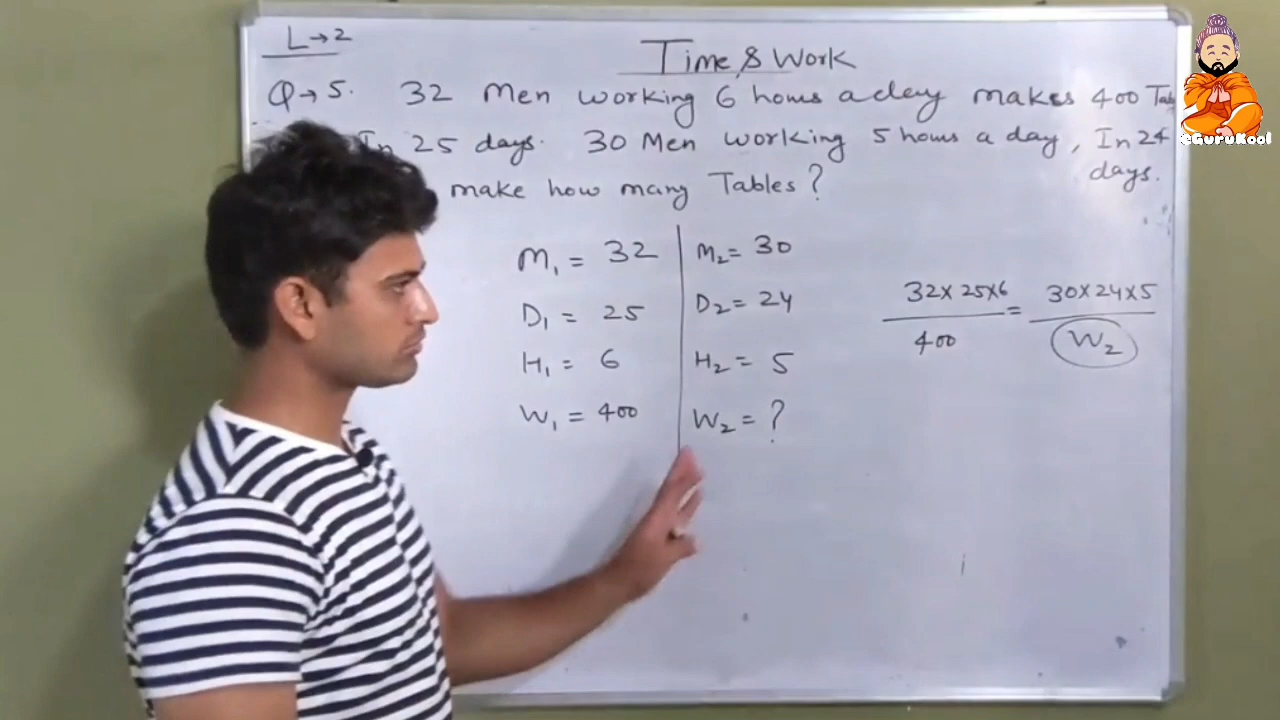 L→2
Time & Work
Q→5. 32 Men working 6 hours a day makes 400
In 25 days. 30 Men working 5 hours a day, In 24
days.
make how many Tables?
M₁ = 32
D₁ = 25
H₁ = 6
W₁ = 400
M₂ = 30
D₂ = 24
H₂ = 5
W₂ = ?
32×25×6 = 30×24×5
400 W₂
eGuruKool